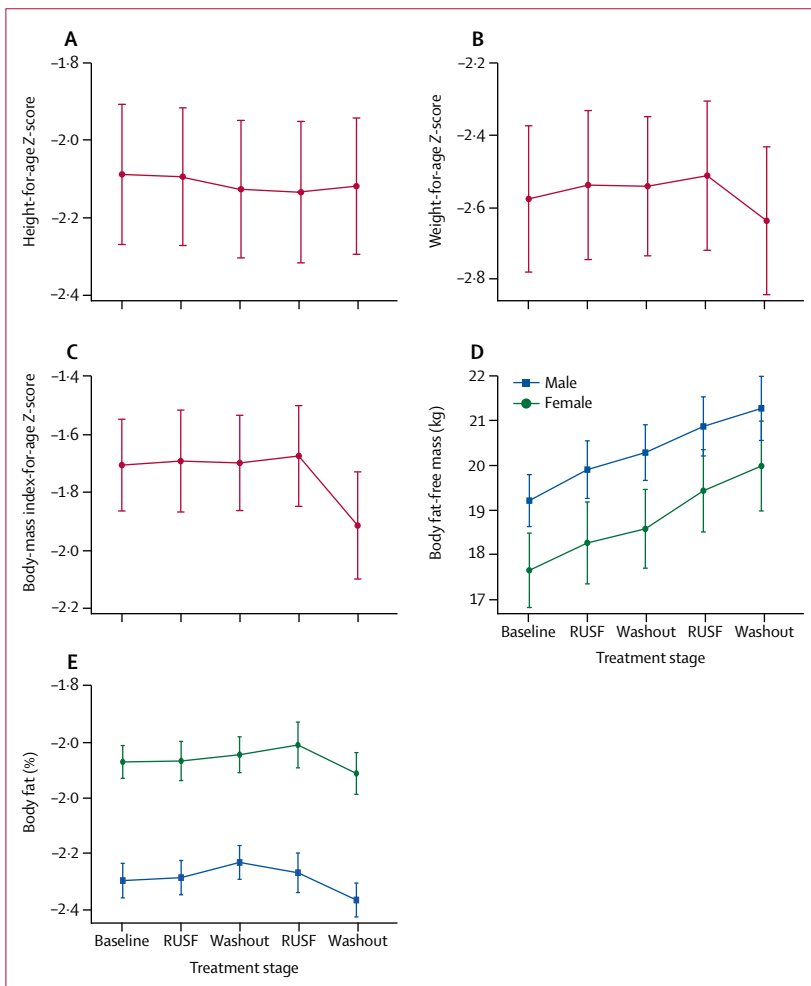 A
Height-for-age Z-score
–1·8
–2·0
–2·2
–2·4
B
Weight-for-age Z-score
–2·2
–2·4
–2·6
–2·8
C
Body-mass index-for-age Z-score
–1·4
–1·6
–1·8
–2·0
–2·2
D
Body fat-free mass (kg)
22
21
20
19
18
17
Male
Female
Baseline RUSF Washout RUSF Washout
Treatment stage
E
Body fat (%)
–1·8
–2·0
–2·0
–2·2
–2·4
Baseline RUSF Washout RUSF Washout
Treatment stage